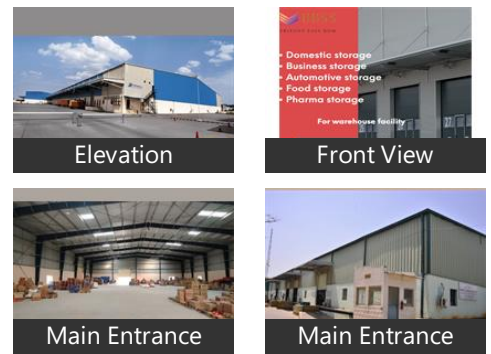 Elevation
• Domestic storage
• Business storage
• Automotive storage
• Food storage
• Pharma storage
For warehouse facility
27
Front View
Main Entrance
Main Entrance